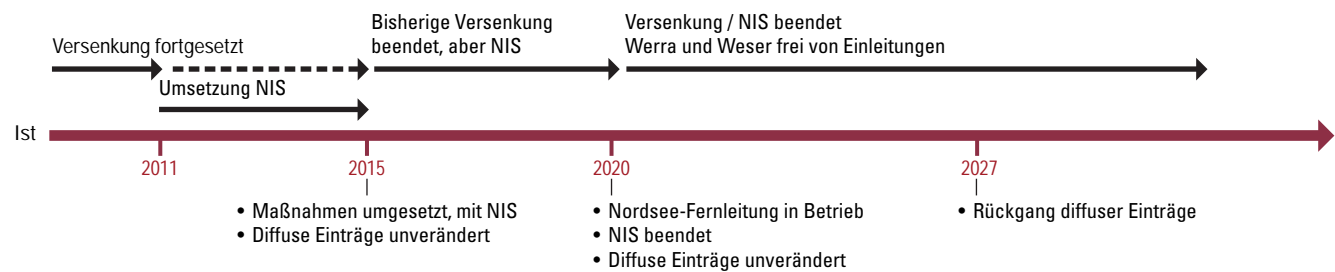 Versenkung fortgesetzt
Bisherige Versenkung
beendet, aber NIS
Versenkung / NIS beendet
Werra und Weser frei von Einleitungen
Umsetzung NIS
Ist
2011
2015
2020
2027
• Maßnahmen umgesetzt, mit NIS
• Diffuse Einträge unverändert
• Nordsee-Fernleitung in Betrieb
• NIS beendet
• Diffuse Einträge unverändert
• Rückgang diffuser Einträge